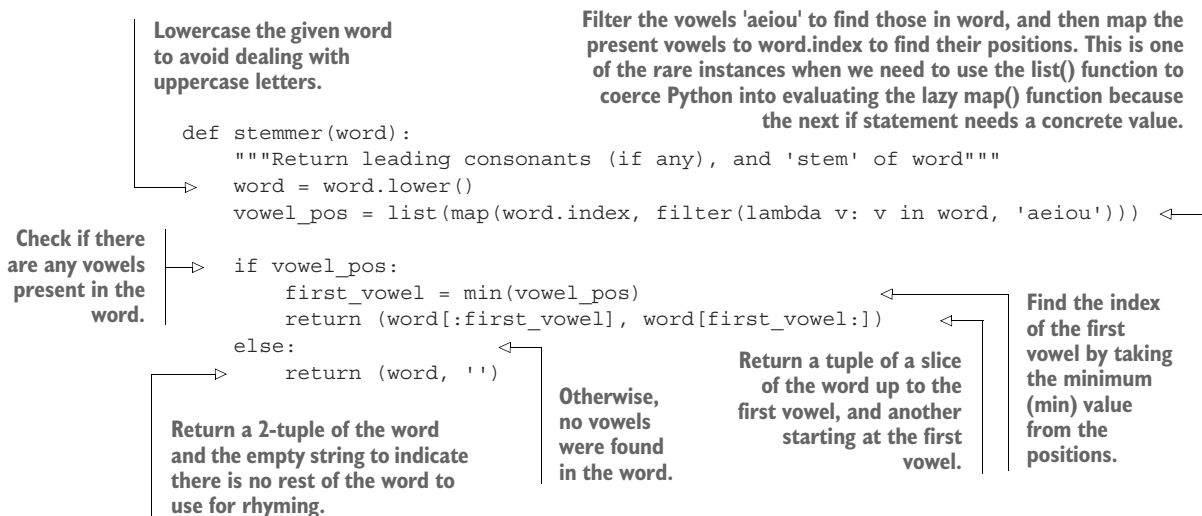 Lowercase the given word
to avoid dealing with
uppercase letters.
Filter the vowels 'aeiou' to find those in word, and then map the
present vowels to word.index to find their positions. This is one
of the rare instances when we need to use the list() function to
coerce Python into evaluating the lazy map() function because
the next if statement needs a concrete value.
def stemmer(word):
    """Return leading consonants (if any), and 'stem' of word"""
    word = word.lower()
    vowel_pos = list(map(word.index, filter(lambda v: v in word, 'aeiou')))
Check if there
are any vowels
present in the
word.
    if vowel_pos:
        first_vowel = min(vowel_pos)
        return (word[:first_vowel], word[first_vowel:])
    else:
        return (word, '')
Find the index
of the first
vowel by taking
the minimum
(min) value
from the
positions.
Return a tuple of a slice
of the word up to the
first vowel, and another
starting at the first
vowel.
Otherwise,
no vowels
were found
in the word.
Return a 2-tuple of the word
and the empty string to indicate
there is no rest of the word to
use for rhyming.